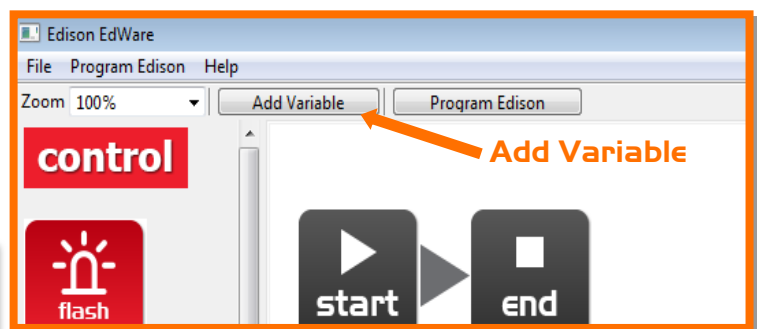 Edison EdWare
File Program Edison Help
Zoom 100% Add Variable Program Edison
control
Add Variable
flash
start end